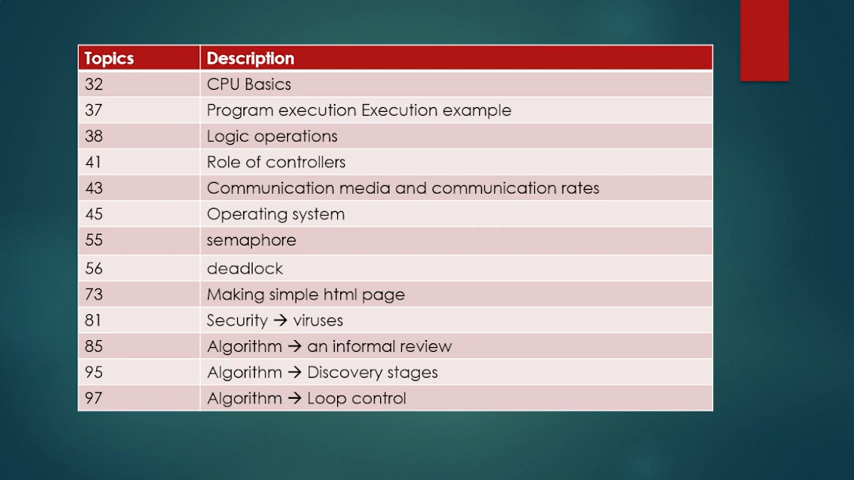 Topics Description
32 CPU Basics
37 Program execution Execution example
38 Logic operations
41 Role of controllers
43 Communication media and communication rates
45 Operating system
55 semaphore
56 deadlock
73 Making simple html page
81 Security → viruses
85 Algorithm → an informal review
95 Algorithm → Discovery stages
97 Algorithm → Loop control